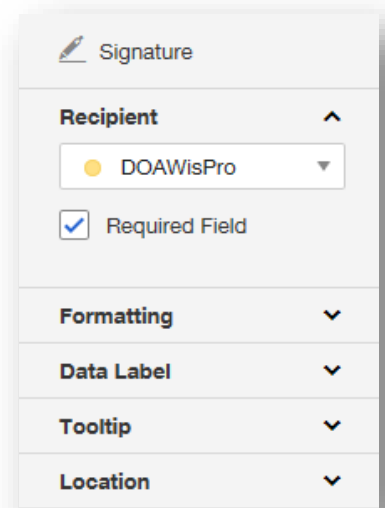 Signature
Recipient
DOAWisPro
Required Field
Formatting
Data Label
Tooltip
Location